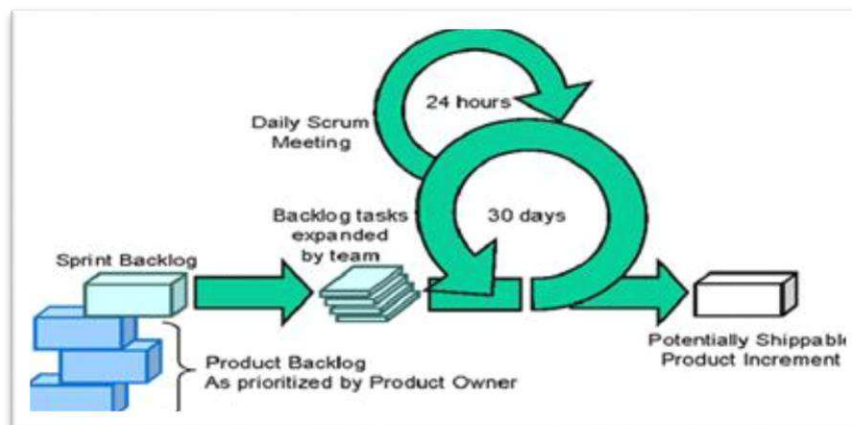 24 hours
Daily Scrum
Meeting
Backlog tasks
expanded
by team
30 days
Sprint Backlog
Potentially Shippable
Product Increment
Product Backlog
As prioritized by Product Owner